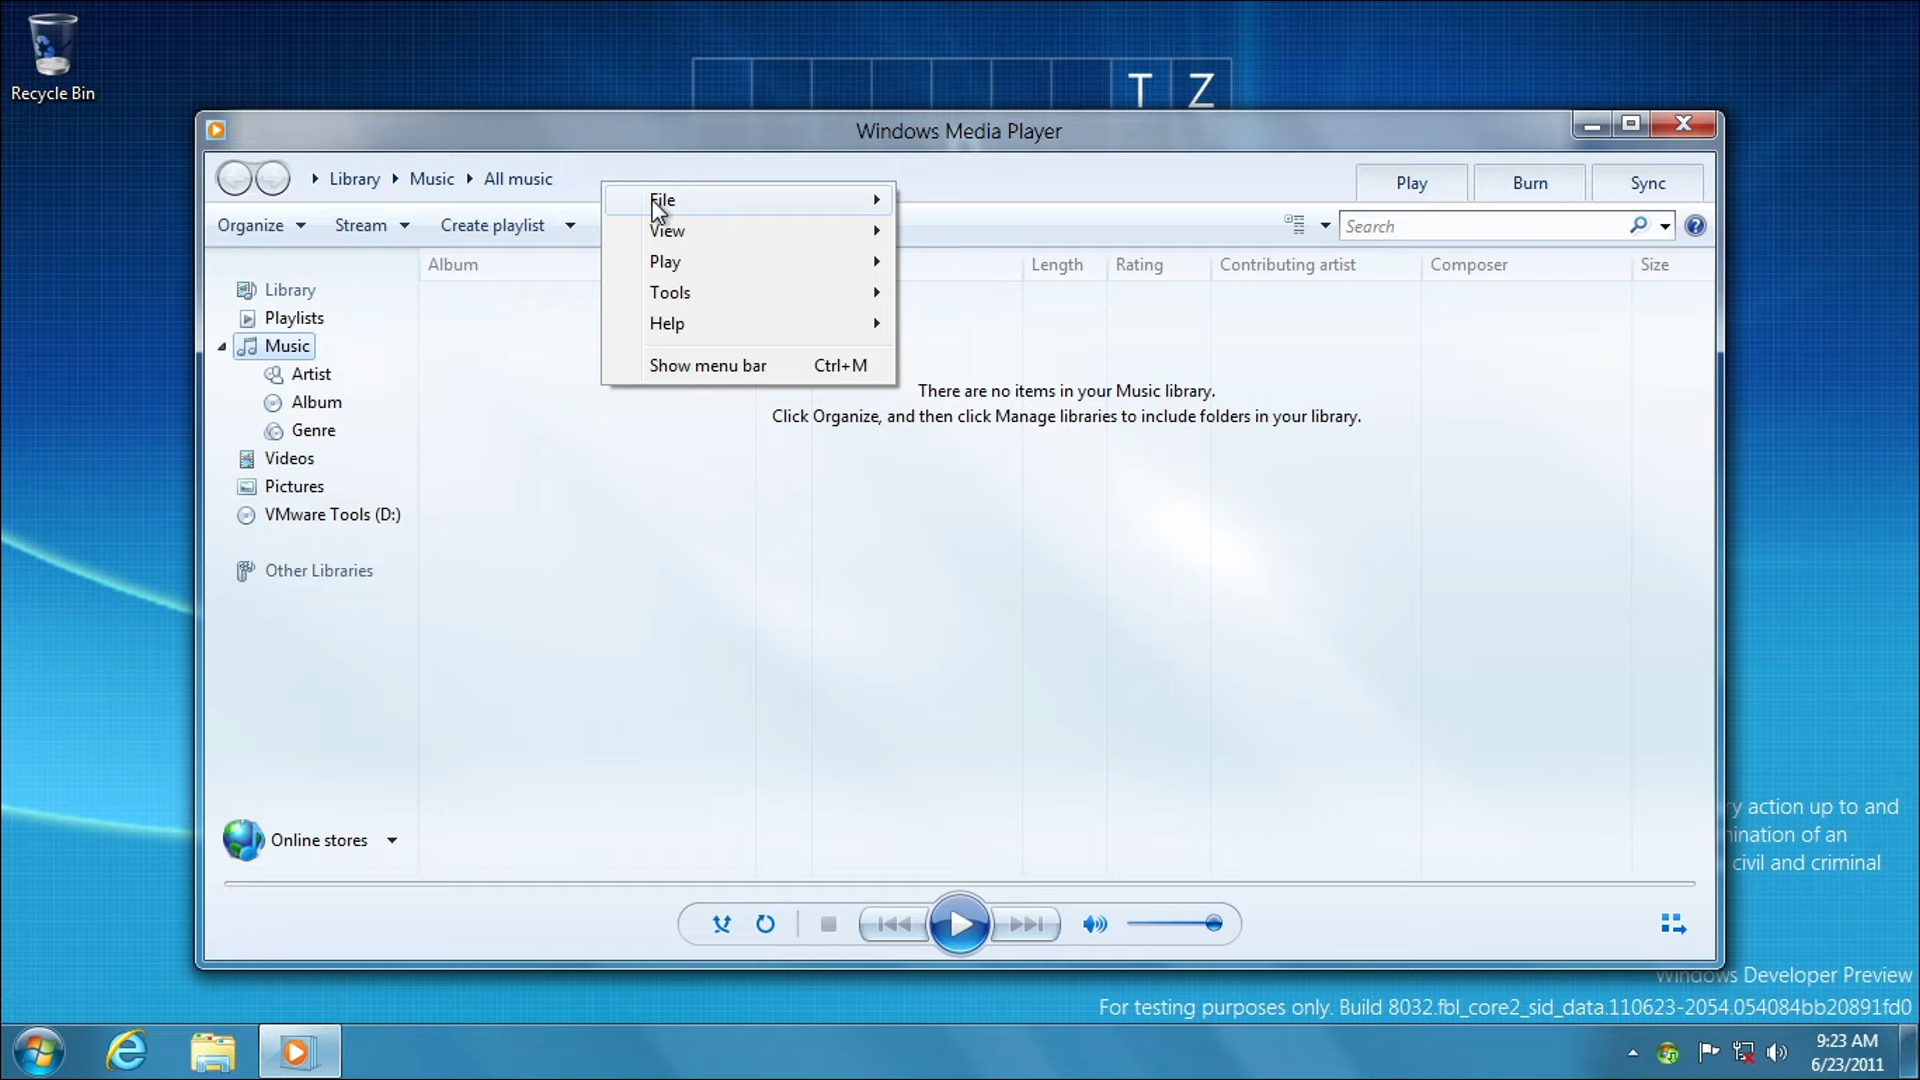 Recycle Bin
T Z
Windows Media Player
Library Music All music
Play Burn Sync
Organize Stream Create playlist
Search
File
View
Play
Tools
Help
Show menu bar Ctrl+M
Album Length Rating Contributing artist Composer Size
Library
Playlists
Music
Artist
Album
Genre
Videos
Pictures
VMware Tools (D:)
Other Libraries
There are no items in your Music library.
Click Organize, and then click Manage libraries to include folders in your library.
Online stores
action up to and
of an
civil and criminal
Windows Developer Preview
For testing purposes only. Build 8032.fbl_core2_sid_data.110623-2054.054084bb20891fd0
9:23 AM
6/23/2011